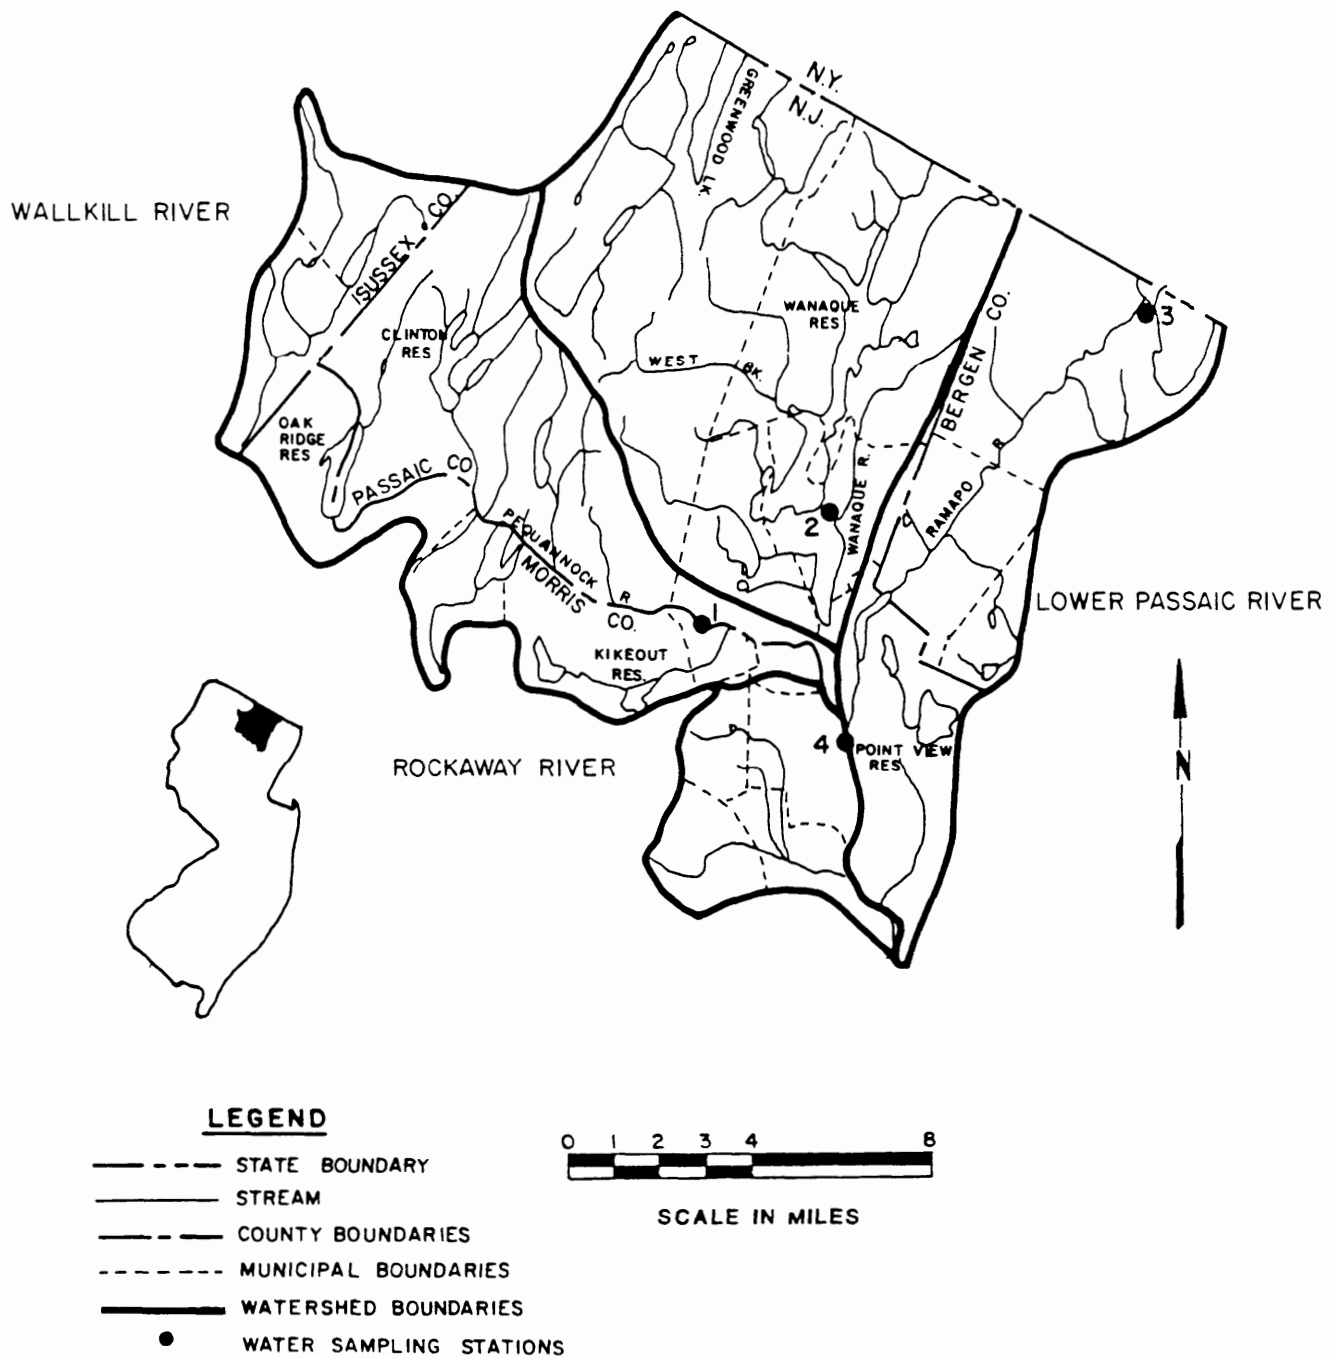 N.Y.
N.J.
GREENWOOD LK.
WALLKILL RIVER
SUSSEX CO.
CLINTON
RES
WANAQUE
RES
BERGEN CO.
3
WEST BK.
OAK
RIDGE
RES
PASSAIC CO
WANAQUE R.
RAMAPO R
2
PEQUANNOCK R
MORRIS CO.
1
LOWER PASSAIC RIVER
KIKEOUT
RES.
4
POINT VIEW
RES
ROCKAWAY RIVER
N
LEGEND
STATE BOUNDARY
STREAM
COUNTY BOUNDARIES
MUNICIPAL BOUNDARIES
WATERSHED BOUNDARIES
WATER SAMPLING STATIONS
0 1 2 3 4 8
SCALE IN MILES